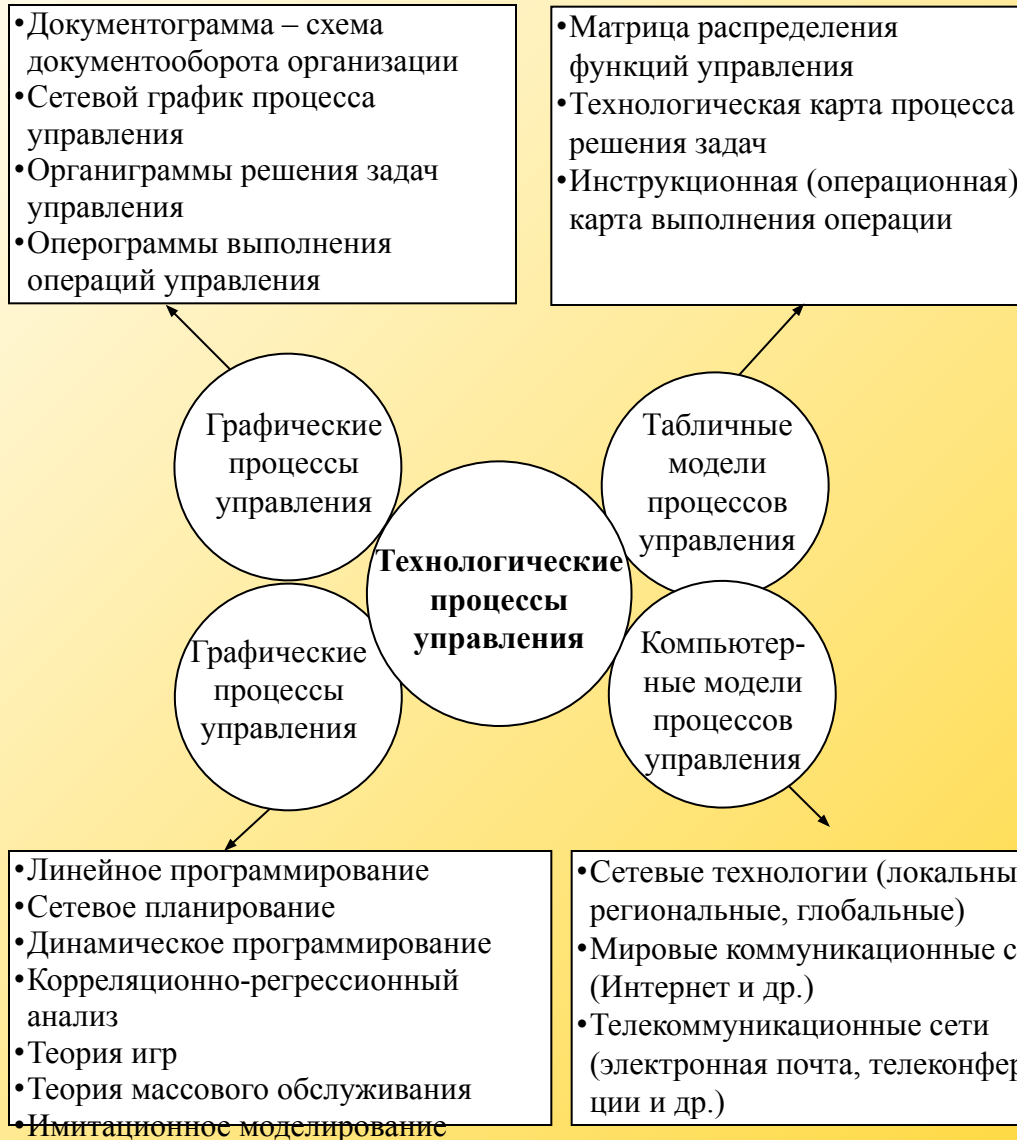 •Документограмма – схема
документооборота организации
•Сетевой график процесса
управления
•Органиграммы решения задач
управления
•Оперограммы выполнения
операций управления
•Матрица распределения
функций управления
•Технологическая карта процесса
решения задач
•Инструкционная (операционная)
карта выполнения операции
Графические
процессы
управления
Табличные
модели
процессов
управления
Технологические
процессы
управления
Графические
процессы
управления
Компьютер-
ные модели
процессов
управления
•Линейное программирование
•Сетевое планирование
•Динамическое программирование
•Корреляционно-регрессионный
анализ
•Теория игр
•Теория массового обслуживания
•Имитационное моделирование
•Сетевые технологии (локальны
региональные, глобальные)
•Мировые коммуникационные с
(Интернет и др.)
•Телекоммуникационные сети
(электронная почта, телеконфер
ции и др.)